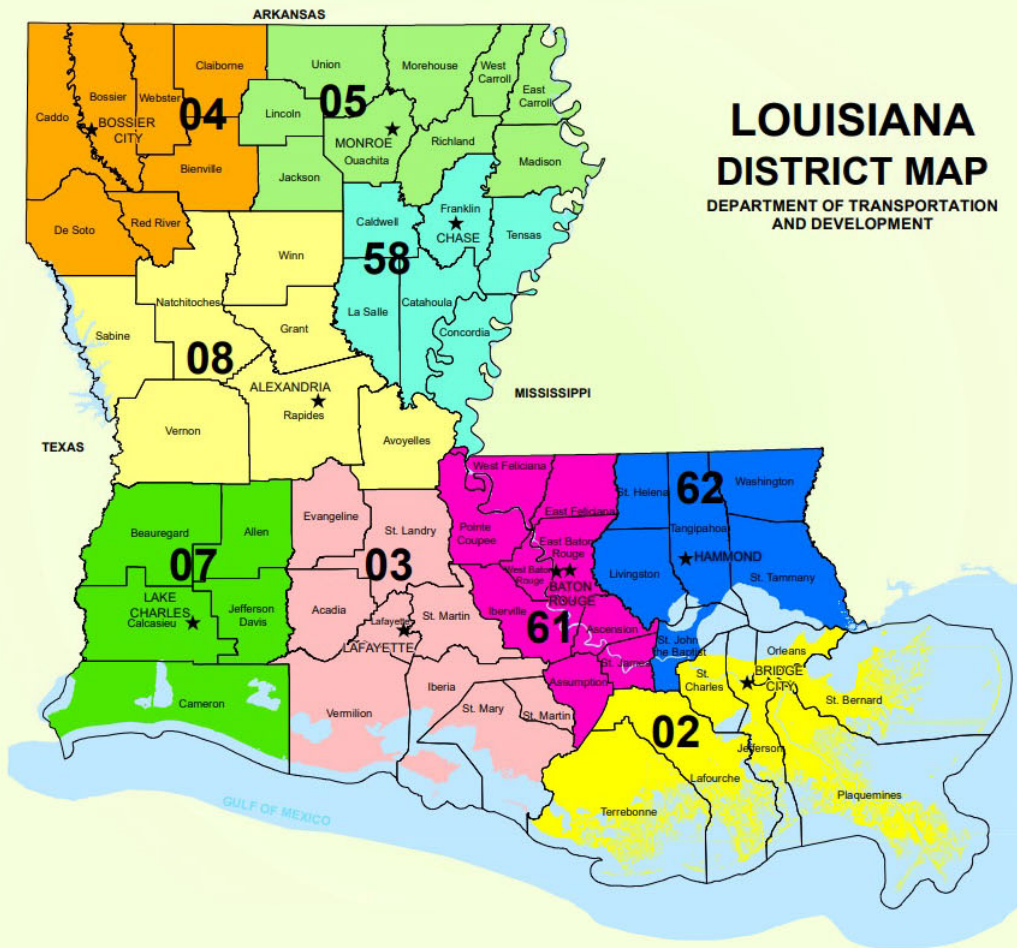 ARKANSAS
LOUISIANA
DISTRICT MAP
DEPARTMENT OF TRANSPORTATION
AND DEVELOPMENT
Caddo
Bossier
Webster
Claiborne
04
BOSSIER
CITY
Bienville
De Soto
Red River
Union
Morehouse
West
Carroll
East
Carroll
Lincoln
05
MONROE
Ouachita
Richland
Madison
Jackson
Caldwell
Franklin
CHASE
Tensas
58
La Salle
Catahoula
Concordia
Winn
Natchitoches
Sabine
Grant
08
ALEXANDRIA
Rapides
Vernon
Avoyelles
TEXAS
MISSISSIPPI
Beauregard
Allen
07
LAKE
CHARLES
Calcasieu
Jefferson
Davis
Cameron
Evangeline
St. Landry
03
Acadia
Lafayette
LAFAYETTE
St. Martin
Vermilion
Iberia
St. Mary
St. Martin
West Feliciana
East Feliciana
Pointe
Coupee
East Baton
Rouge
West Baton
Rouge
BATON
ROUGE
Iberville
61
Ascension
St. James
Assumption
St. Helena
62
Washington
Tangipahoa
HAMMOND
Livingston
St. Tammany
St. John
the Baptist
St.
Charles
Orleans
BRIDGE
CITY
St. Bernard
02
Jefferson
Lafourche
Terrebonne
Plaquemines
GULF OF MEXICO